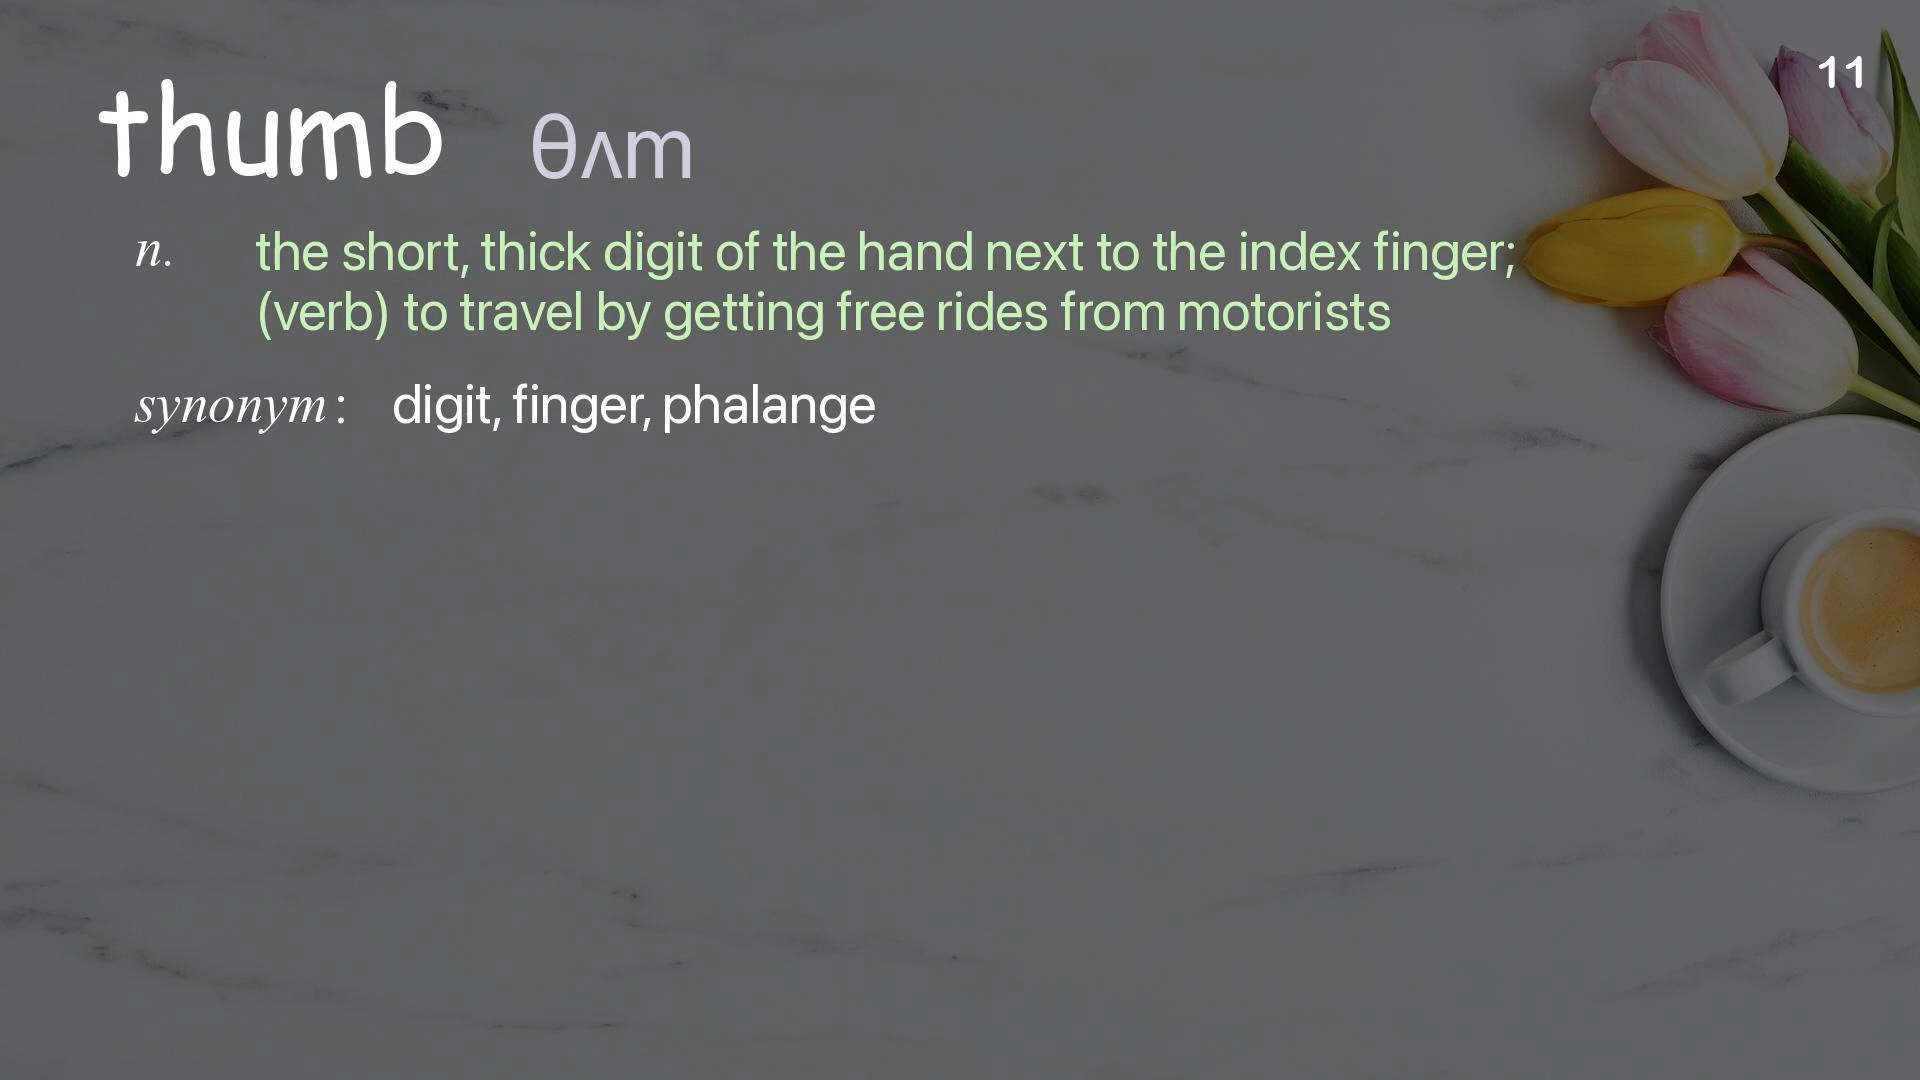 11
thumb θʌm
n. the short, thick digit of the hand next to the index finger;
(verb) to travel by getting free rides from motorists
synonym: digit, finger, phalange